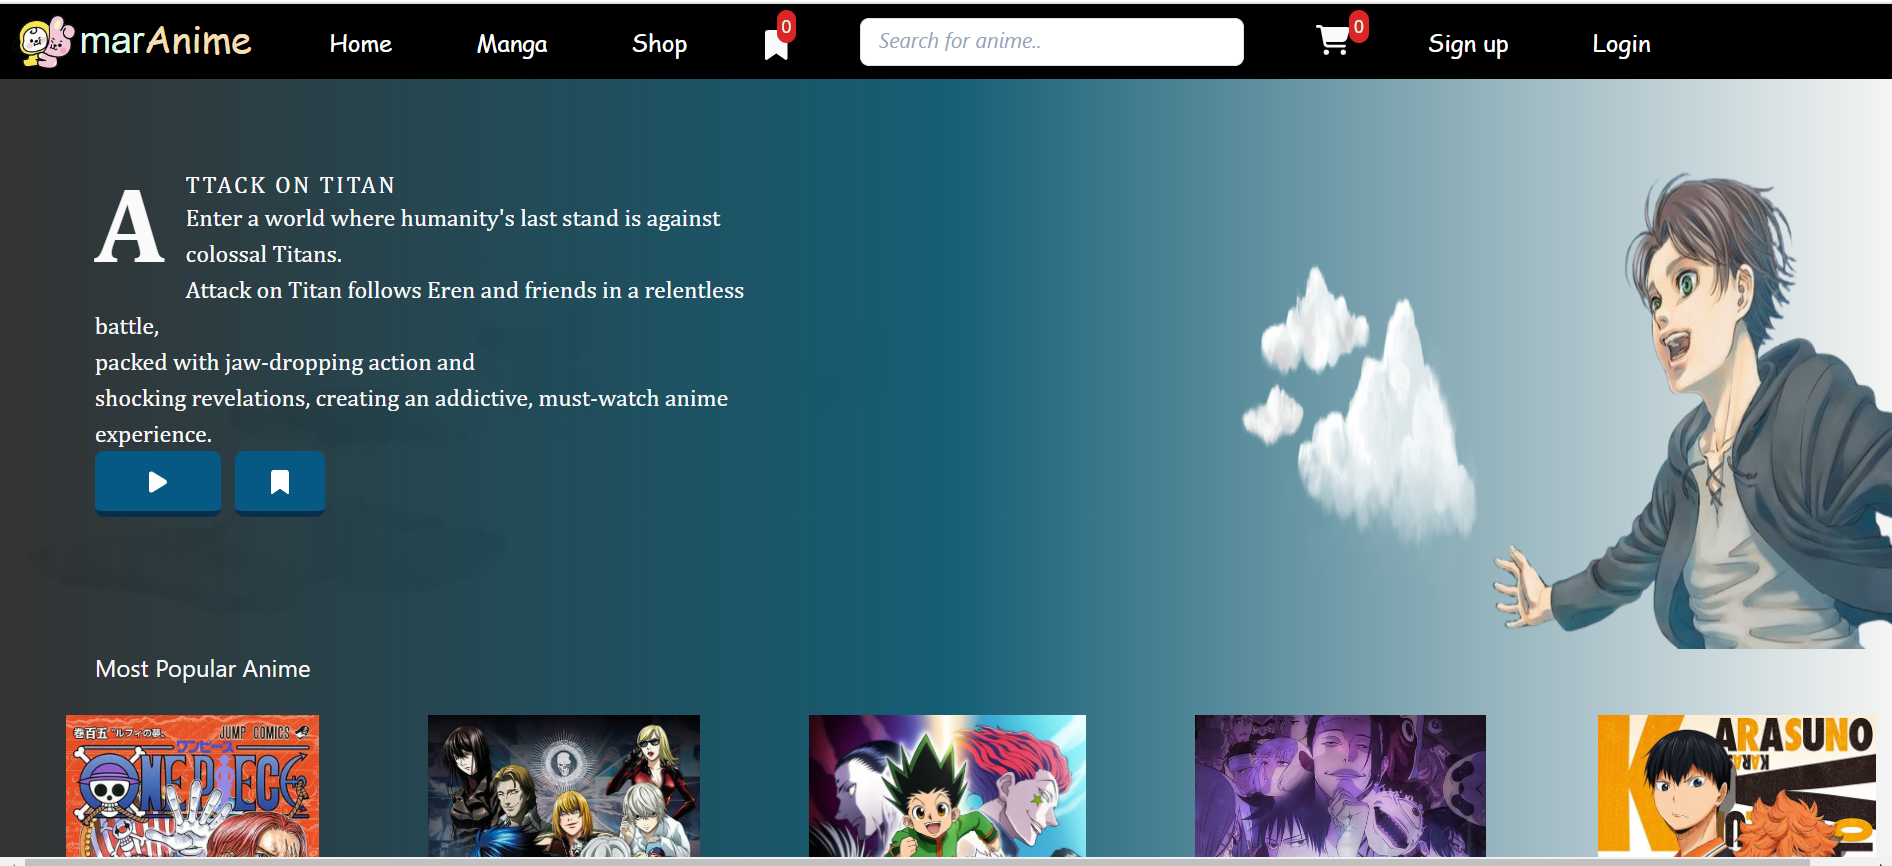 marAnime
Home
Manga
Shop
0
Search for anime..
0
Sign up
Login
ATTACK ON TITAN
Enter a world where humanity's last stand is against
colossal Titans.
Attack on Titan follows Eren and friends in a relentless
battle,
packed with jaw-dropping action and
shocking revelations, creating an addictive, must-watch anime
experience.
Most Popular Anime
巻百五 "ルフィの夢。
JUMP COMICS
ワンピース
ONE PIECE
K
ARASUNO